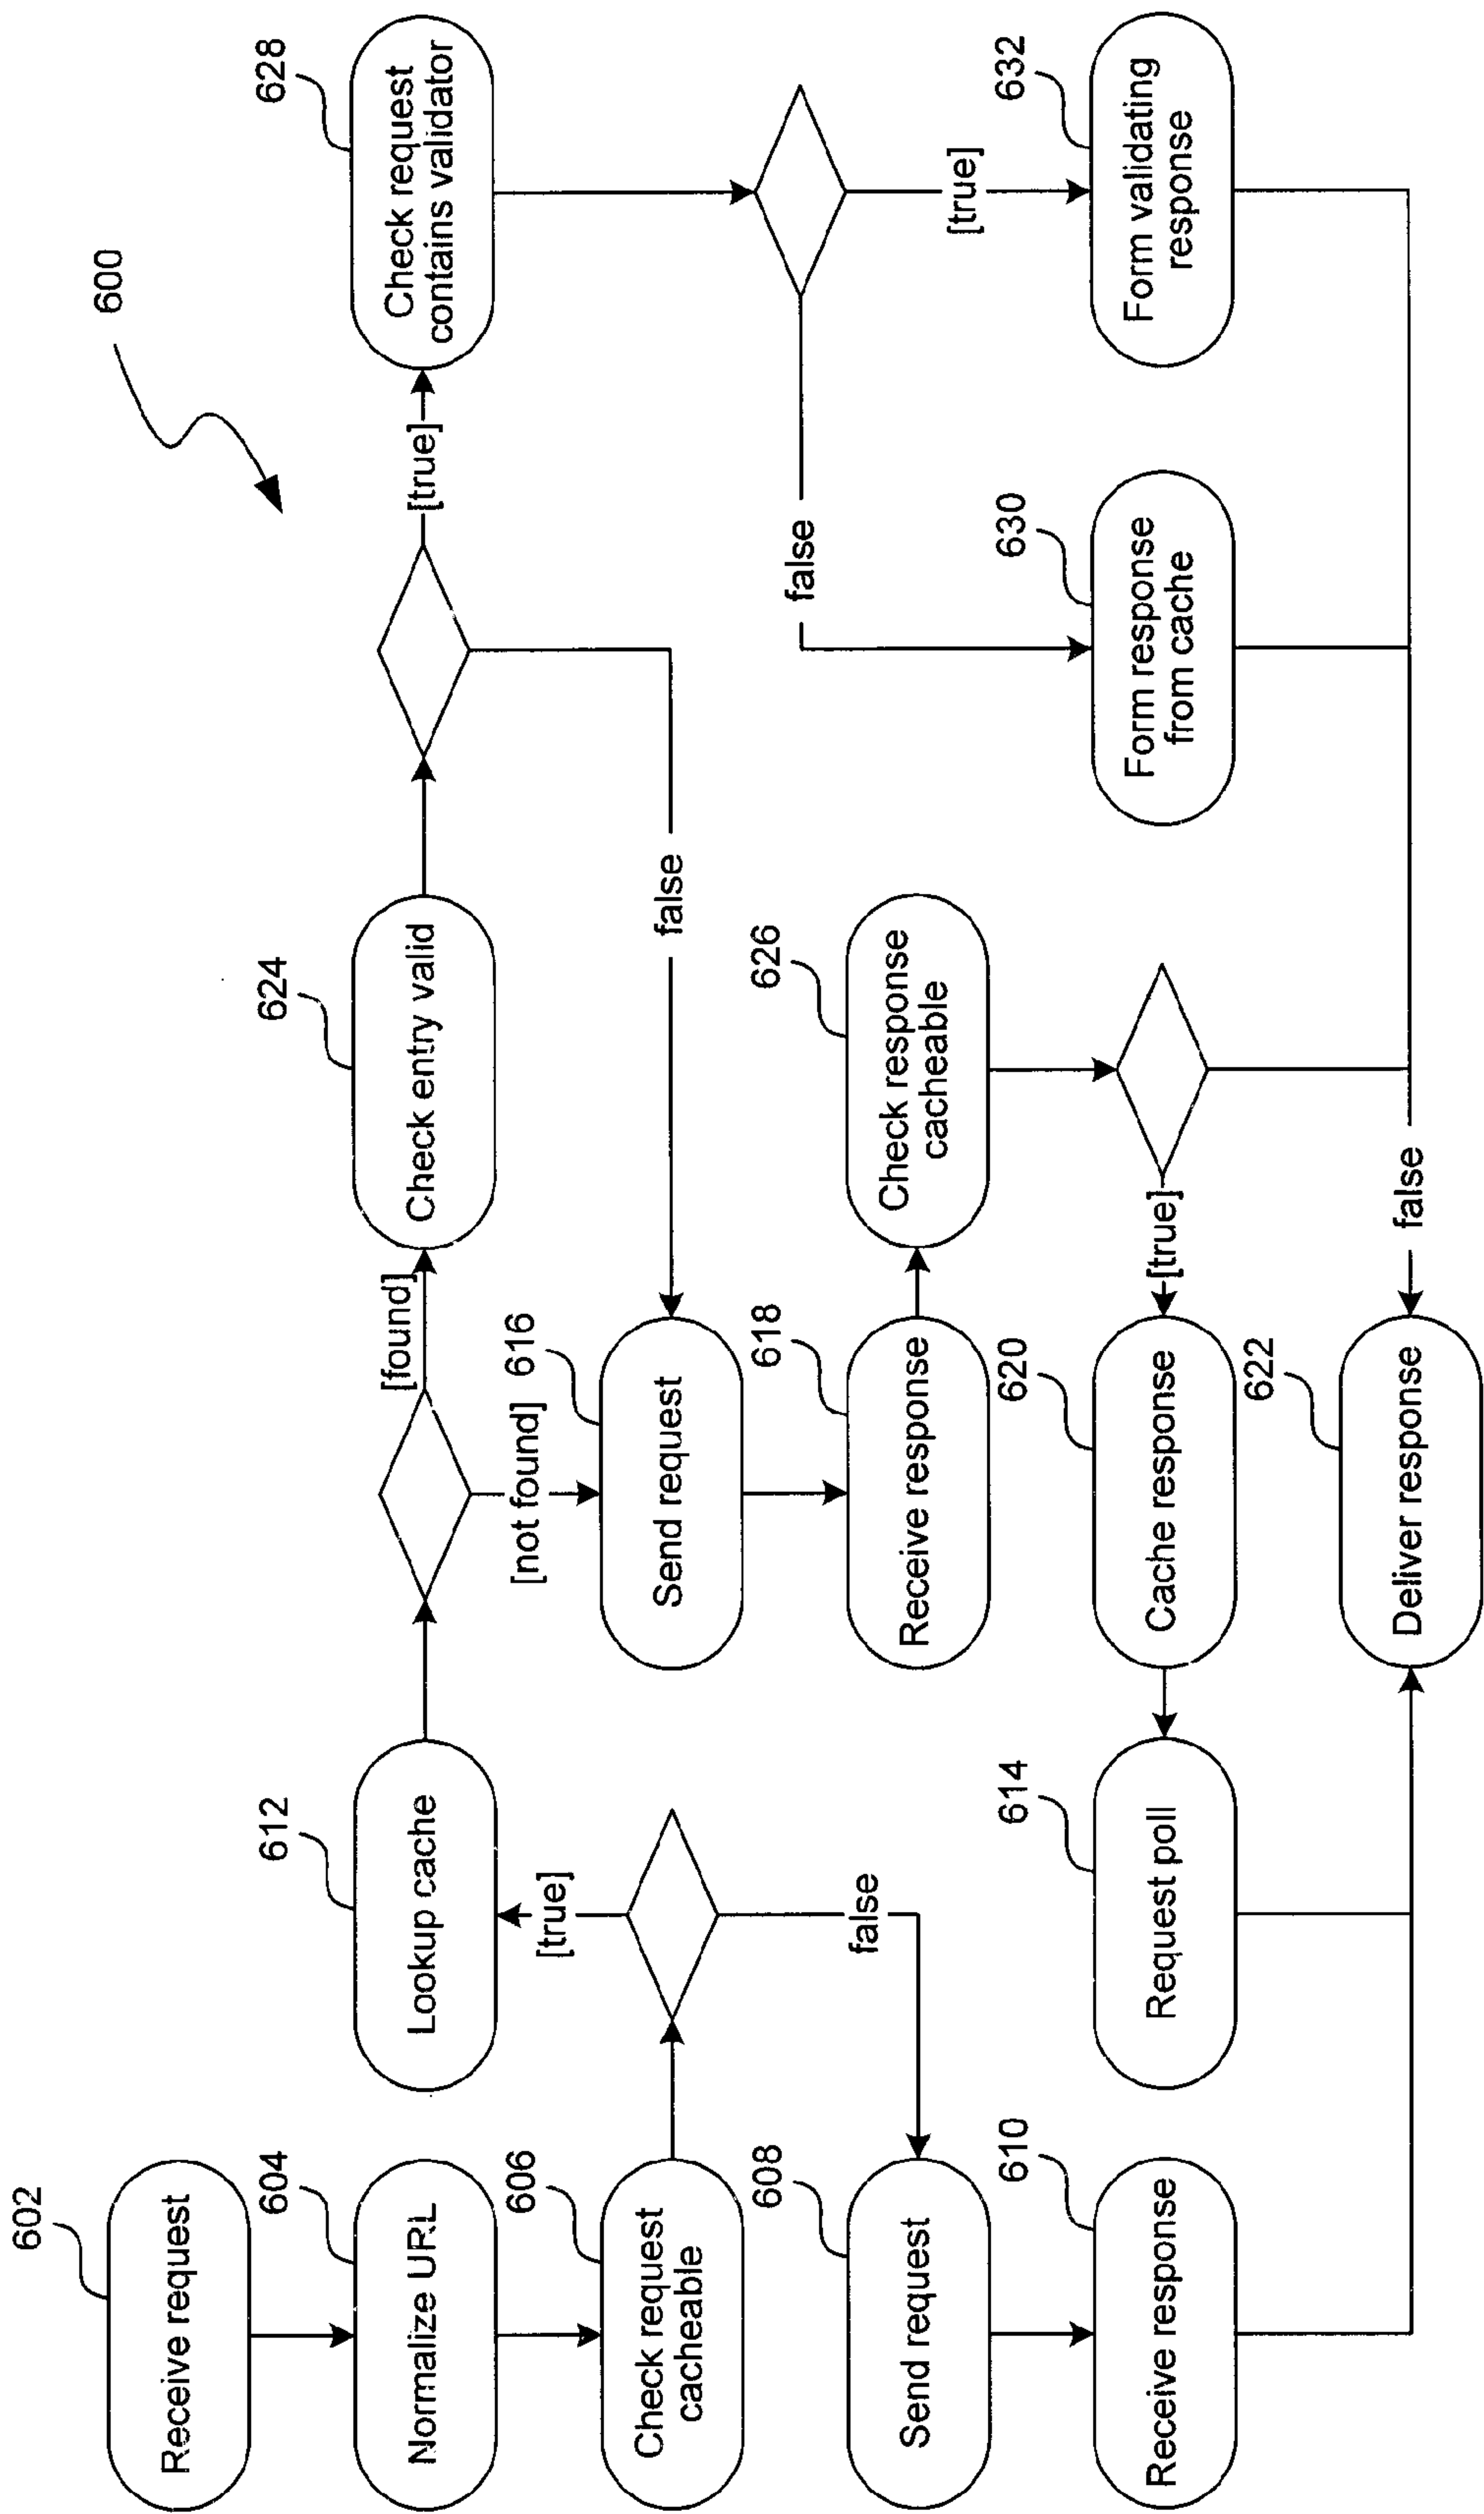 600
602
Receive request
604
Normalize URL
606
Check request
cacheable
[true]
false
608
Send request
610
Receive response
612
Lookup cache
[found]
[not found]
616
Send request
618
Receive response
624
Check entry valid
[true]
false
626
Check response
cacheable
[true]
false
620
Cache response
614
Request poll
622
Deliver response
628
Check request
contains validator
[true]
false
630
Form response
from cache
632
Form validating
response